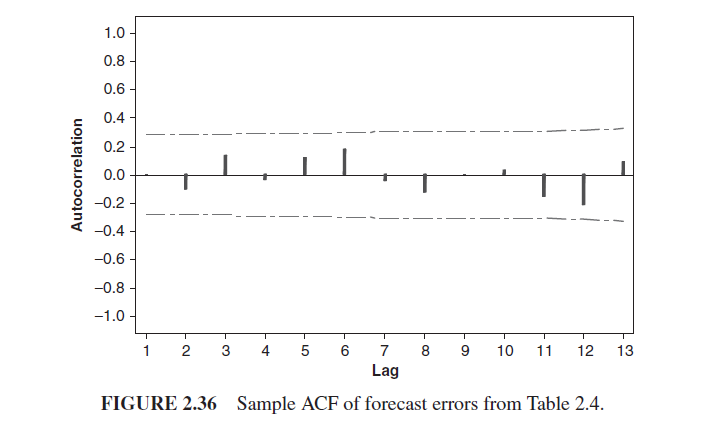 1.0
0.8
0.6
0.4
0.2
0.0
−0.2
−0.4
−0.6
−0.8
−1.0
Autocorrelation
1 2 3 4 5 6 7 8 9 10 11 12 13
Lag
FIGURE 2.36 Sample ACF of forecast errors from Table 2.4.